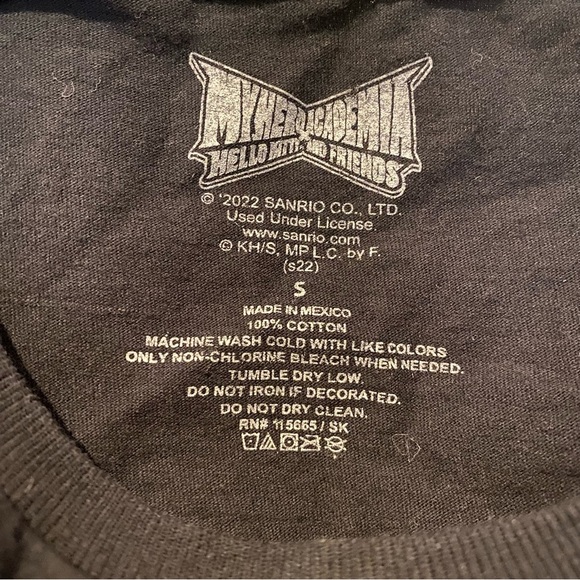 MY HERO ACADEMIA
HELLO KITTY AND FRIENDS
© '2022 SANRIO CO., LTD.
Used Under License.
www.sanrio.com
© KH/S, MP L.C. by F.
(s22)
S
MADE IN MEXICO
100% COTTON
MACHINE WASH COLD WITH LIKE COLORS
ONLY NON-CHLORINE BLEACH WHEN NEEDED.
TUMBLE DRY LOW.
DO NOT IRON IF DECORATED.
DO NOT DRY CLEAN.
RN# 115665 / SK